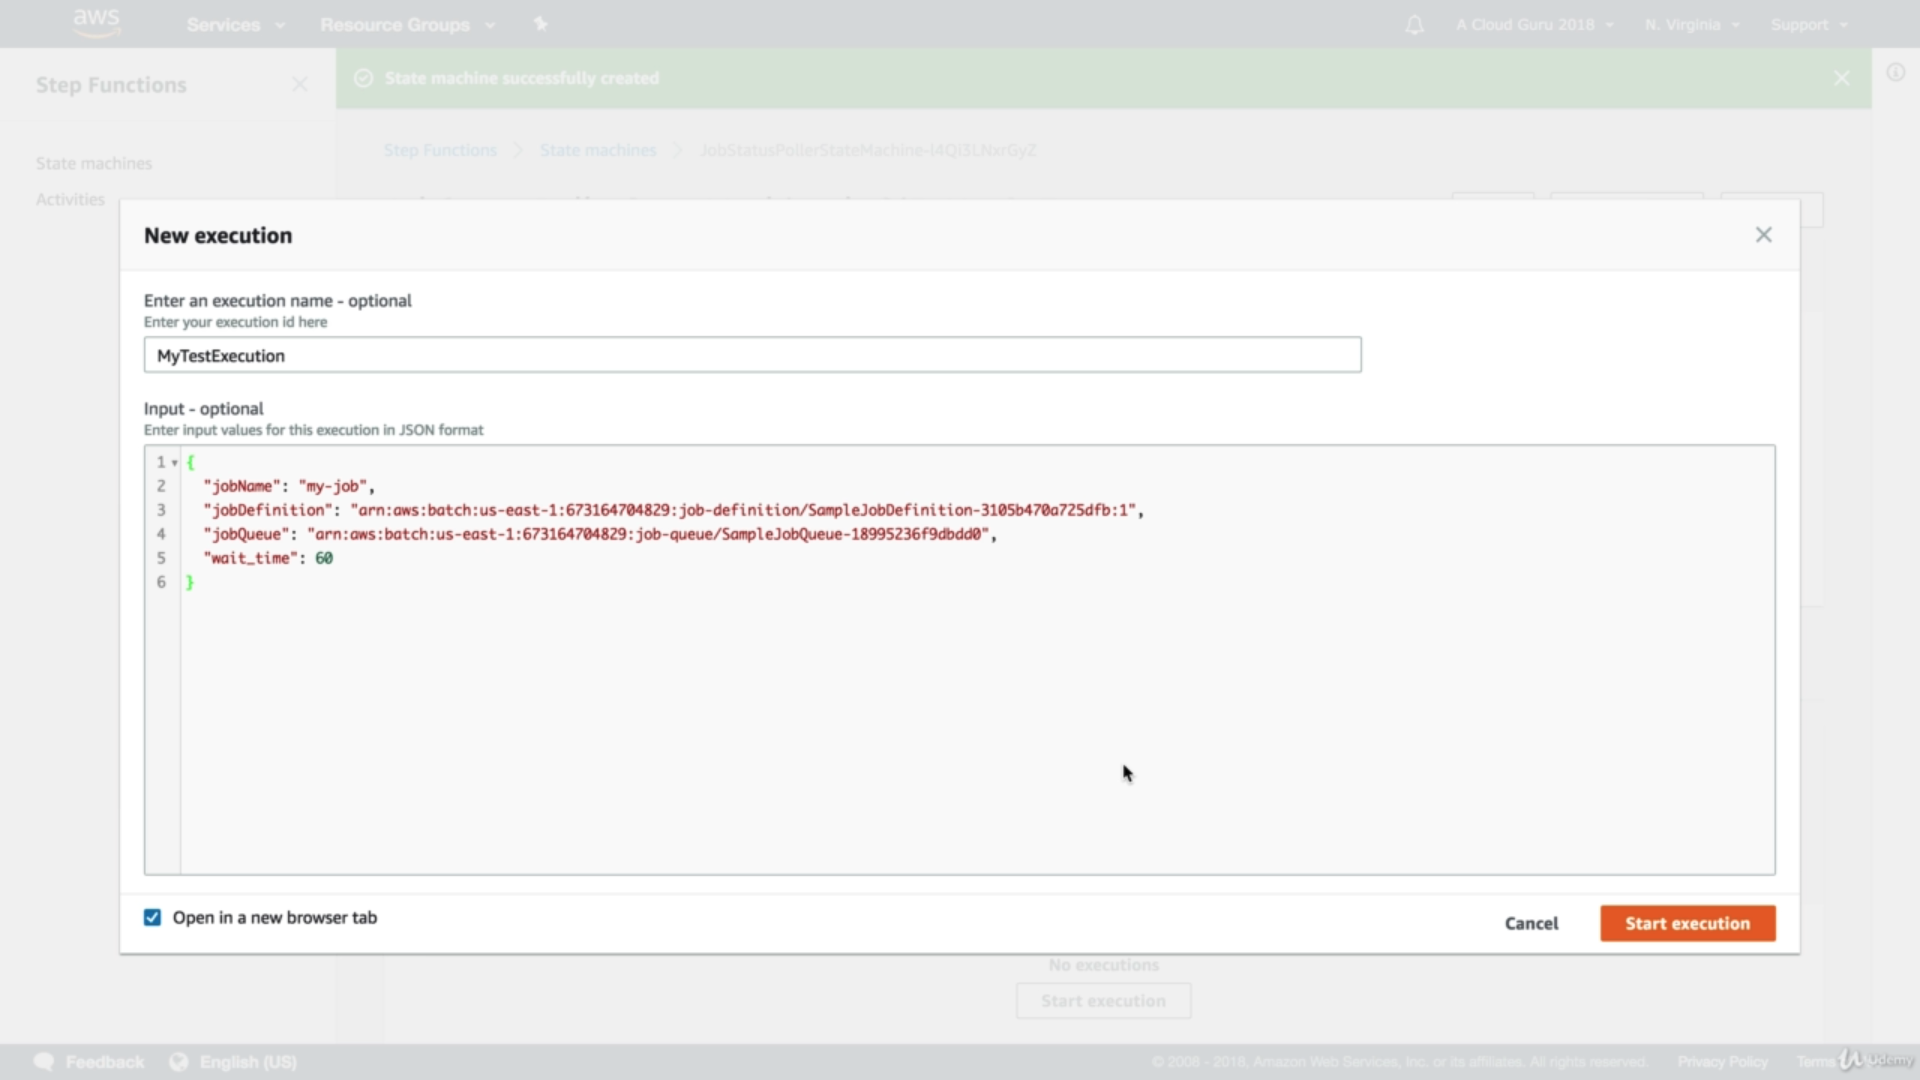 aws
Services
Resource Groups
A Cloud Guru 2018
N. Virginia
Support
Step Functions
State machine successfully created
Step Functions
State machines
JobStatusPollerStateMachine-I4Qi3LNxrGyZ
State machines
Activities
New execution
Enter an execution name - optional
Enter your execution id here
MyTestExecution
Input - optional
Enter input values for this execution in JSON format
1 {
2 "jobName": "my-job",
3 "jobDefinition": "arn:aws:batch:us-east-1:673164704829:job-definition/SampleJobDefinition-3105b470a725dfb:1",
4 "jobQueue": "arn:aws:batch:us-east-1:673164704829:job-queue/SampleJobQueue-18995236f9dbdd0",
5 "wait_time": 60
6 }
Open in a new browser tab
Cancel
Start execution
No executions
Start execution
Feedback
English (US)
© 2008 - 2018, Amazon Web Services, Inc. or its affiliates. All rights reserved.
Privacy Policy
Terms
Udemy